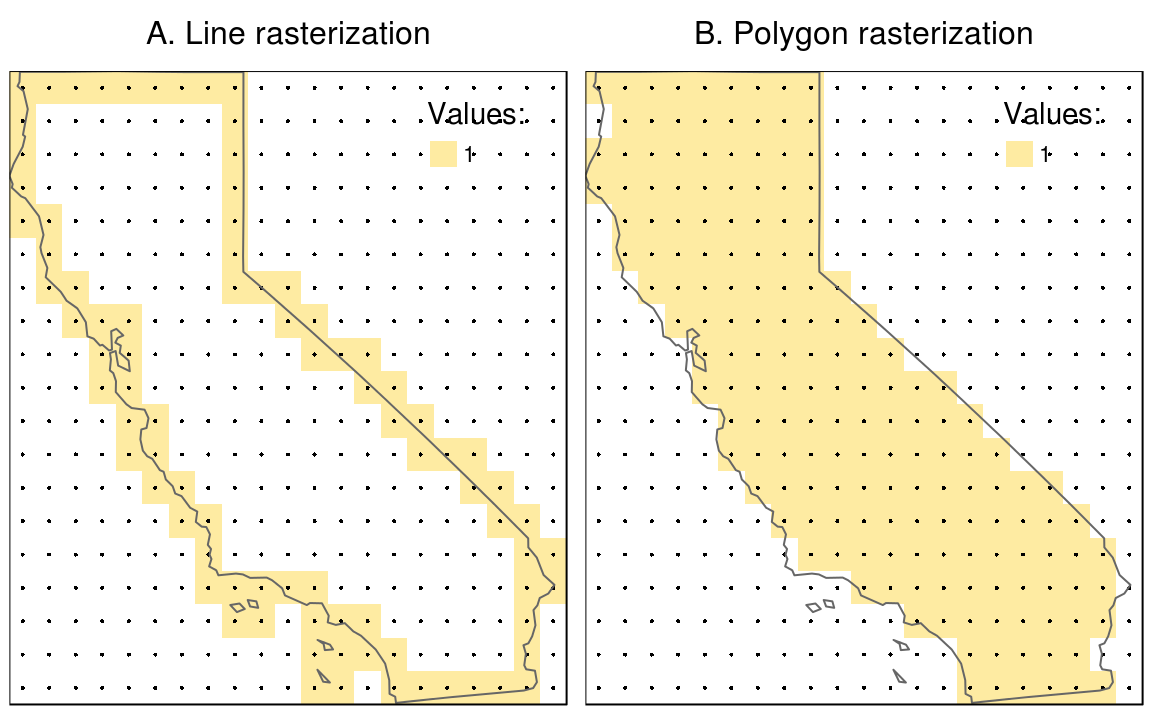 A. Line rasterization
Values:
1
B. Polygon rasterization
Values:
1